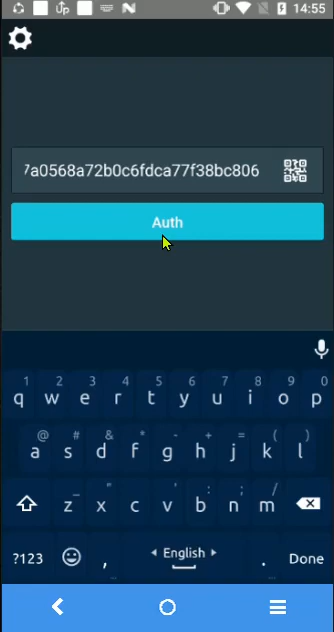 14:55
7a0568a72b0c6fdca77f38bc806
Auth
1 2 3 4 5 6 7 8 9 0
q w e r t y u i o p
@ # & * - + = ( )
a s d f g h j k l
_ " ' : ; /
z x c v b n m
?123 , English . Done